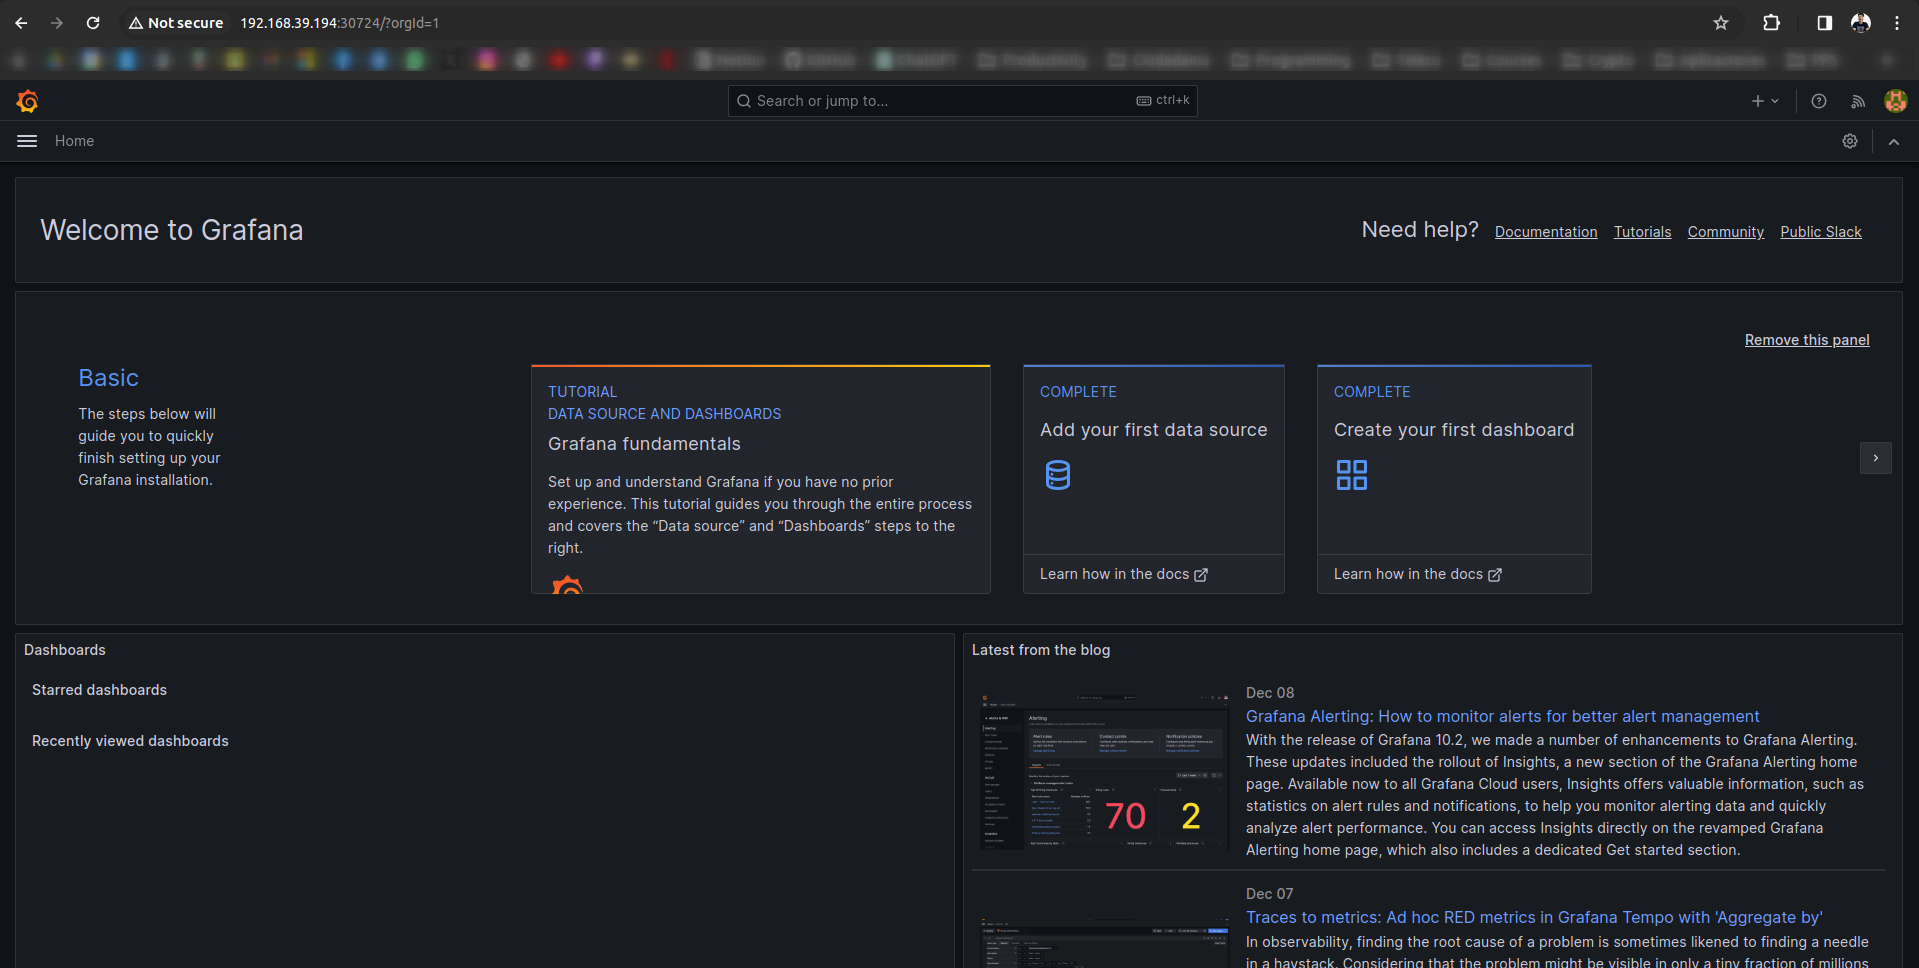 Not secure 192.168.39.194:30724/?orgId=1
Search or jump to... ctrl+k
Home
Welcome to Grafana
Need help? Documentation Tutorials Community Public Slack
Remove this panel
Basic
The steps below will
guide you to quickly
finish setting up your
Grafana installation.
TUTORIAL
DATA SOURCE AND DASHBOARDS
Grafana fundamentals
Set up and understand Grafana if you have no prior
experience. This tutorial guides you through the entire process
and covers the “Data source” and “Dashboards” steps to the
right.
COMPLETE
Add your first data source
Learn how in the docs
COMPLETE
Create your first dashboard
Learn how in the docs
Dashboards
Starred dashboards
Recently viewed dashboards
Latest from the blog
Alerting
70
2
Dec 08
Grafana Alerting: How to monitor alerts for better alert management
With the release of Grafana 10.2, we made a number of enhancements to Grafana Alerting.
These updates included the rollout of Insights, a new section of the Grafana Alerting home
page. Available now to all Grafana Cloud users, Insights offers valuable information, such as
statistics on alert rules and notifications, to help you monitor alerting data and quickly
analyze alert performance. You can access Insights directly on the revamped Grafana
Alerting home page, which also includes a dedicated Get started section.
Dec 07
Traces to metrics: Ad hoc RED metrics in Grafana Tempo with 'Aggregate by'
In observability, finding the root cause of a problem is sometimes likened to finding a needle
in a haystack. Considering that the problem might be visible in only a tiny fraction of millions